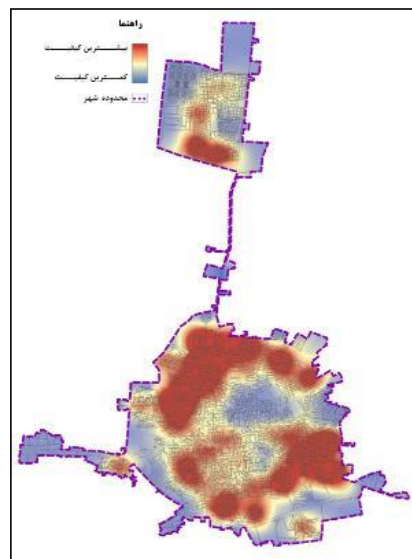 راهنما
بیشترین کیفیت
کمترین کیفیت
محدوده شهر